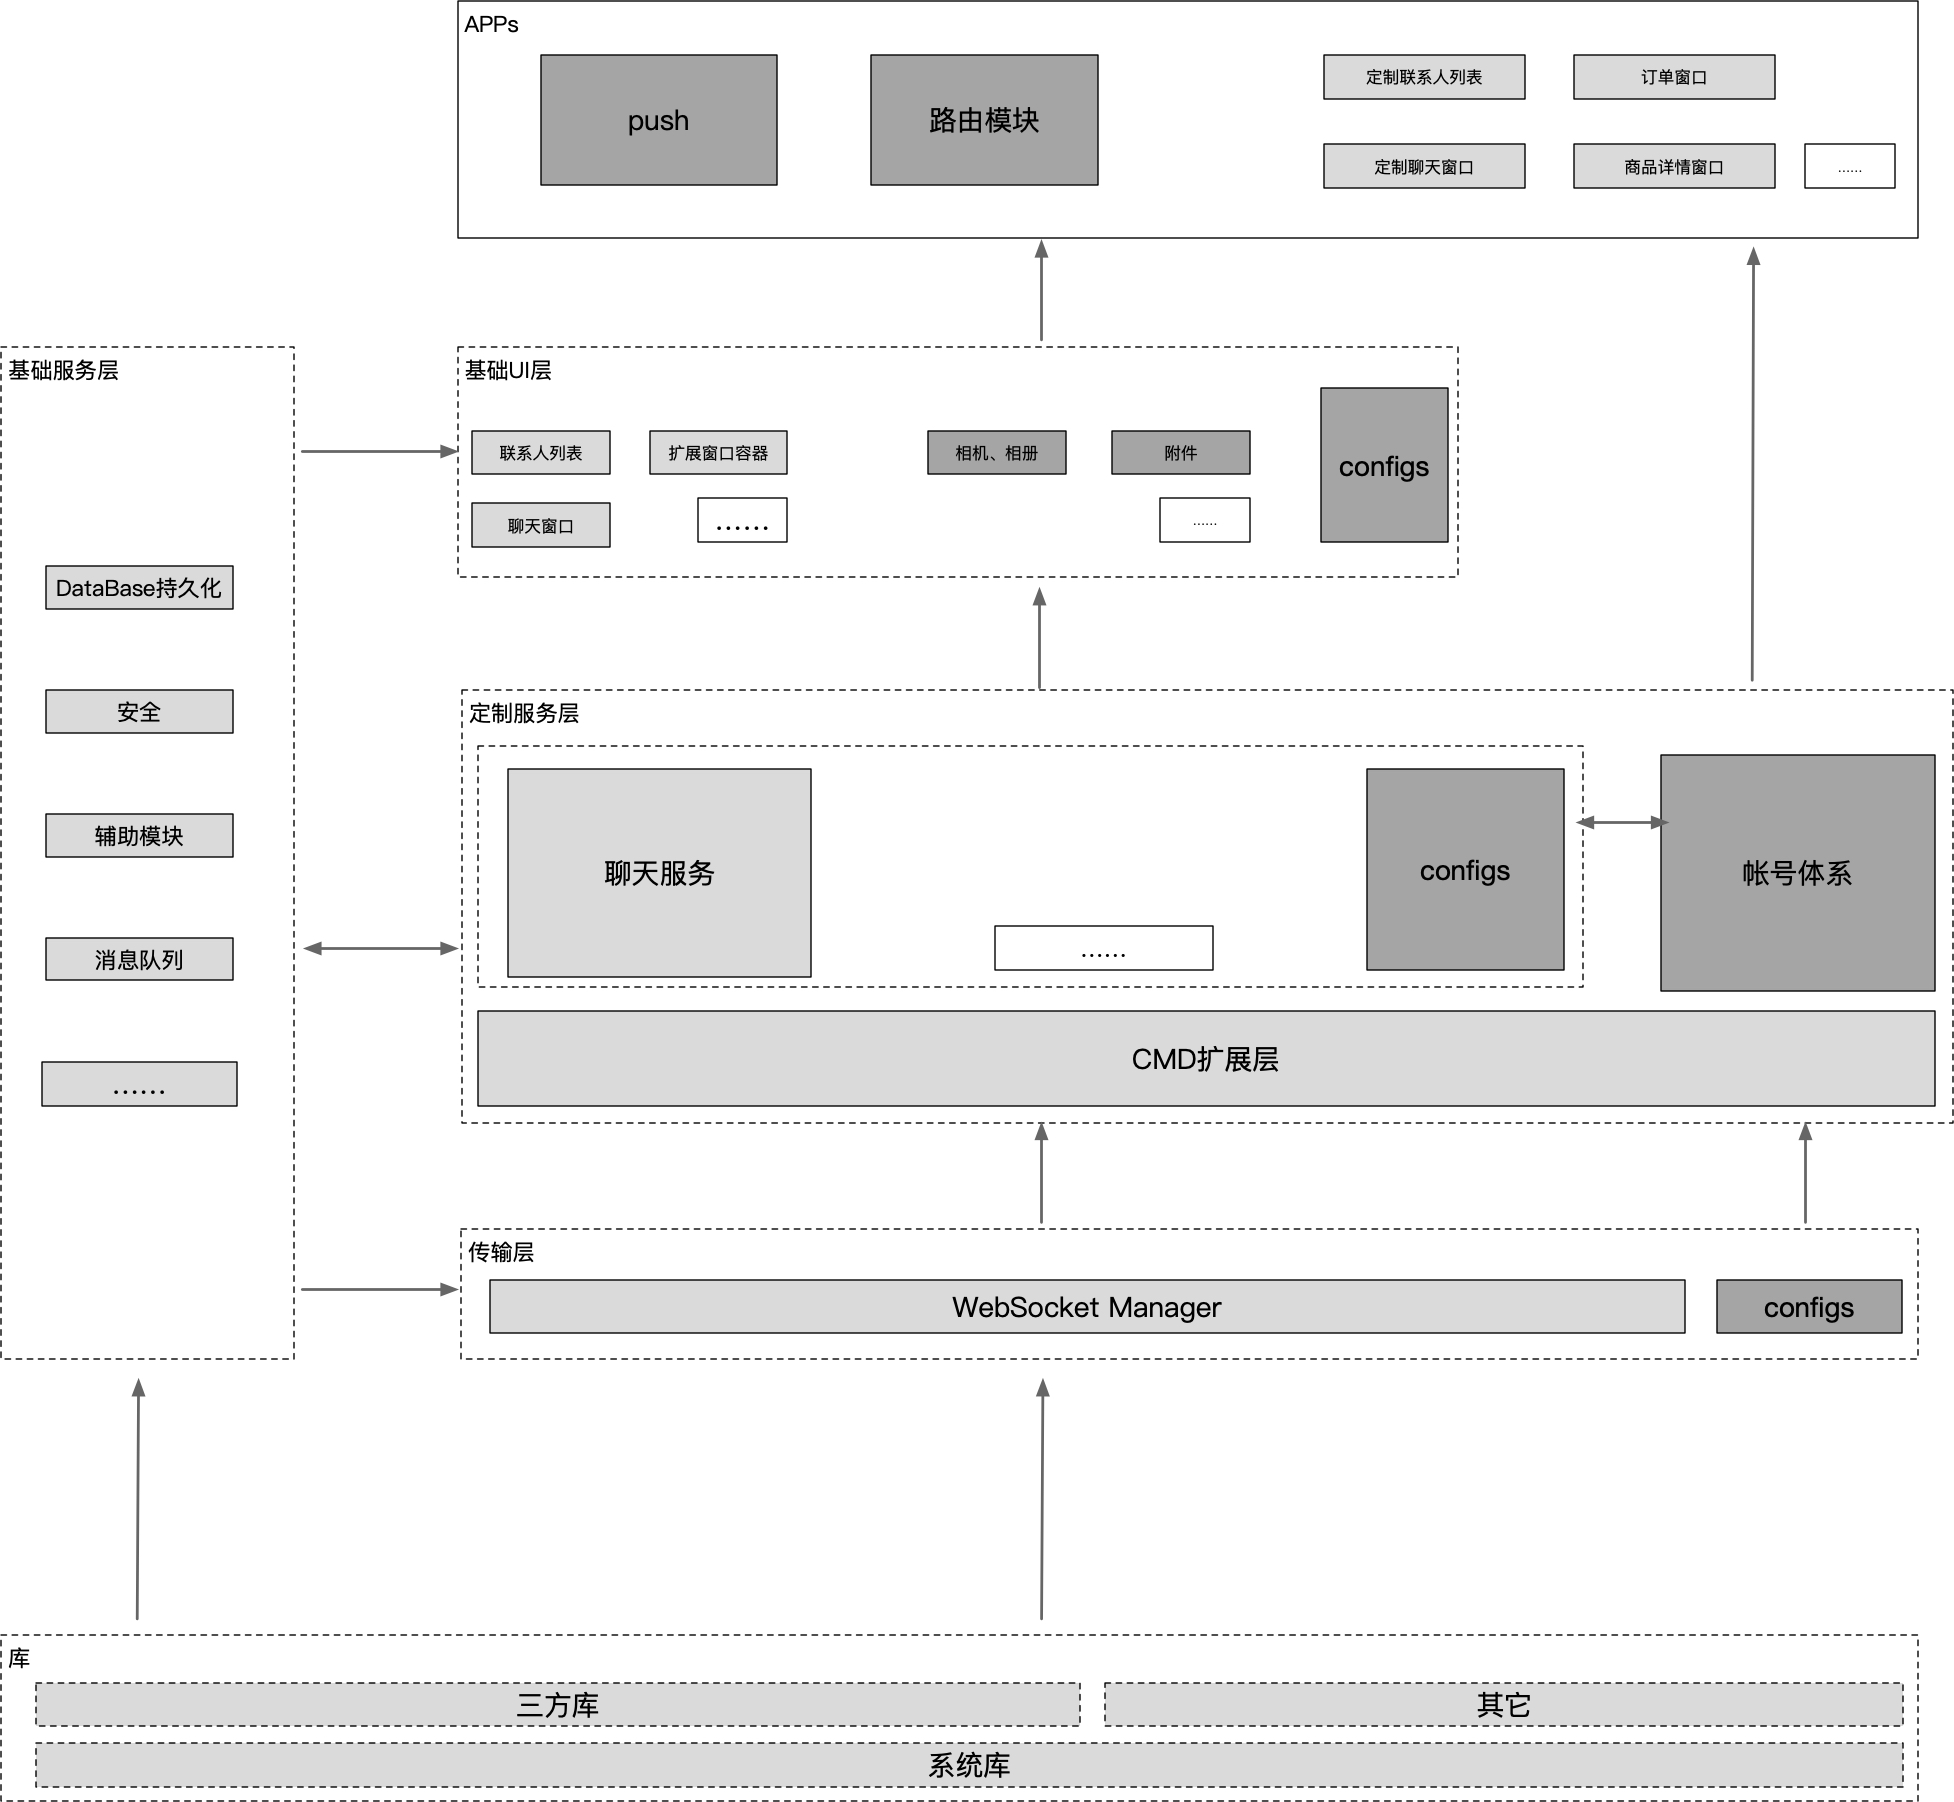 APPs
push
路由模块
定制联系人列表
订单窗口
定制聊天窗口
商品详情窗口
......
基础服务层
DataBase持久化
安全
辅助模块
消息队列
......
基础UI层
联系人列表
扩展窗口容器
相机、相册
附件
configs
聊天窗口
......
......
定制服务层
聊天服务
......
configs
帐号体系
CMD扩展层
传输层
WebSocket Manager
configs
库
三方库
其它
系统库